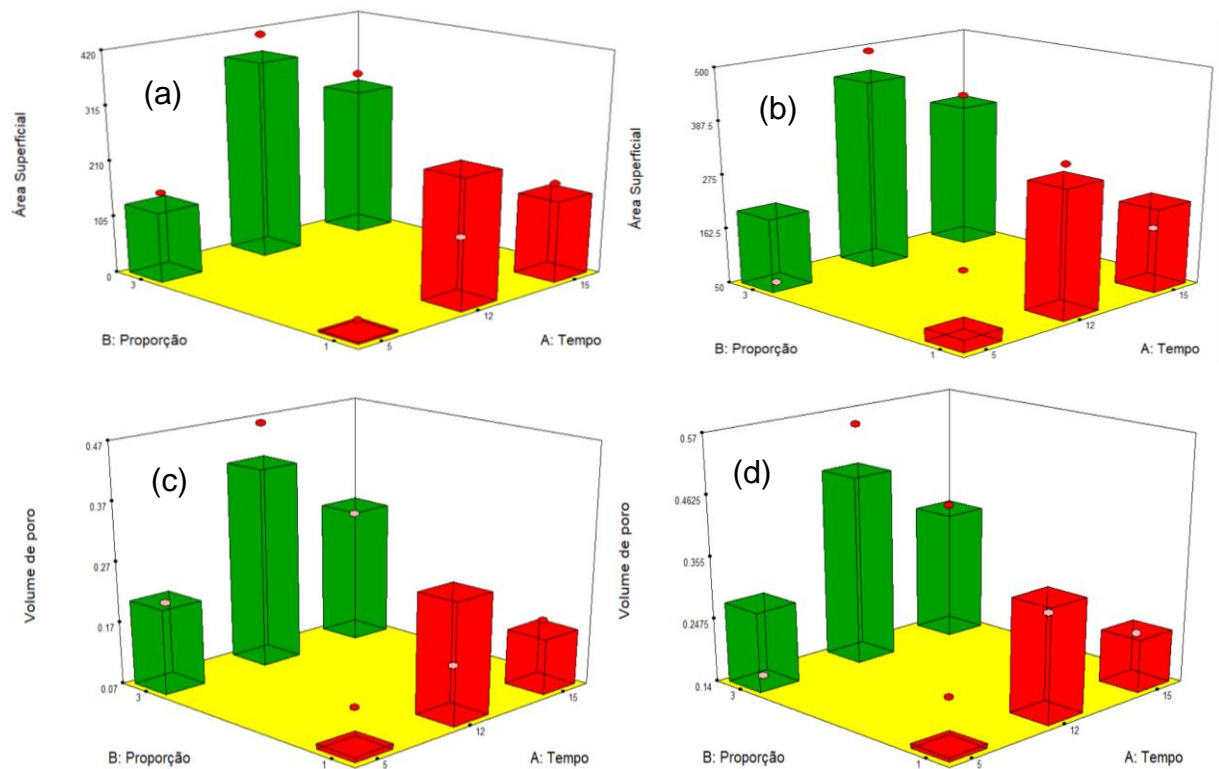 (a)
420
315
210
105
0
Área Superficial
3
1
B: Proporção
5
12
15
A: Tempo
(b)
500
387.5
275
162.5
50
Área Superficial
3
1
B: Proporção
5
12
15
A: Tempo
(c)
0.47
0.37
0.27
0.17
0.07
Volume de poro
3
1
B: Proporção
5
12
15
A: Tempo
(d)
0.57
0.4625
0.355
0.2475
0.14
Volume de poro
3
1
B: Proporção
5
12
15
A: Tempo